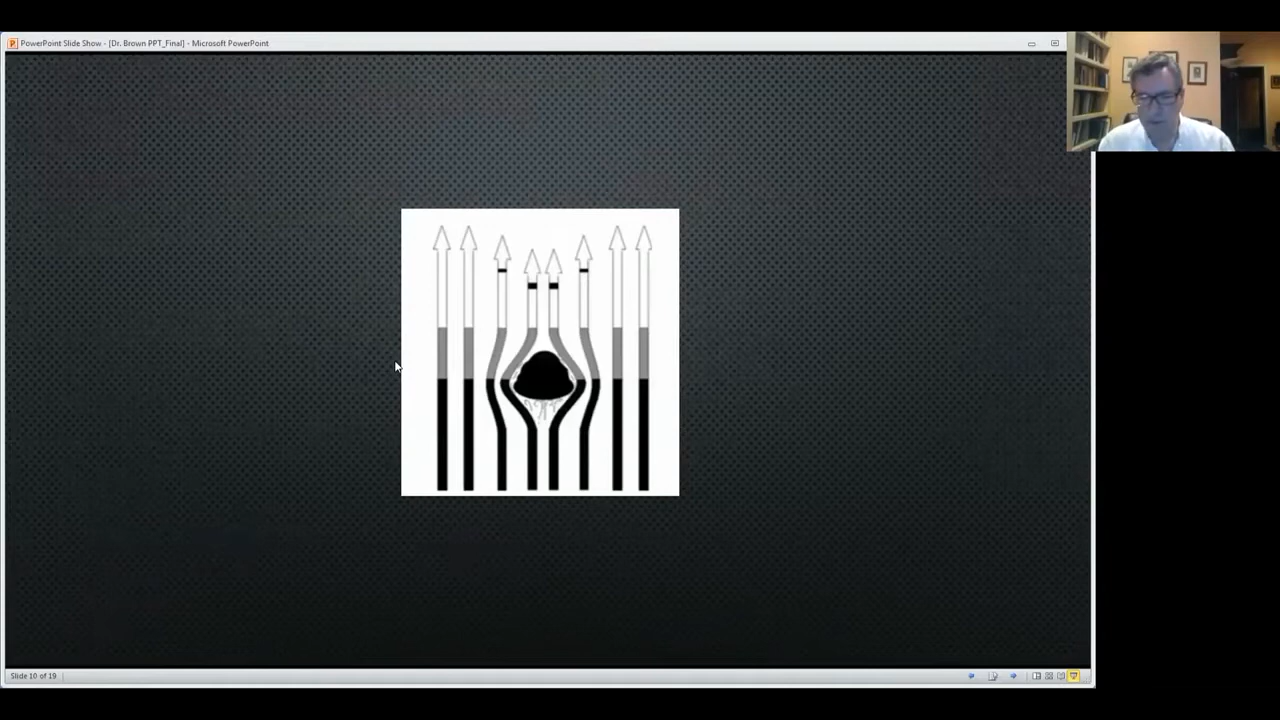 PowerPoint Slide Show - [Dr. Brown PPT_Final] - Microsoft PowerPoint
Slide 10 of 19